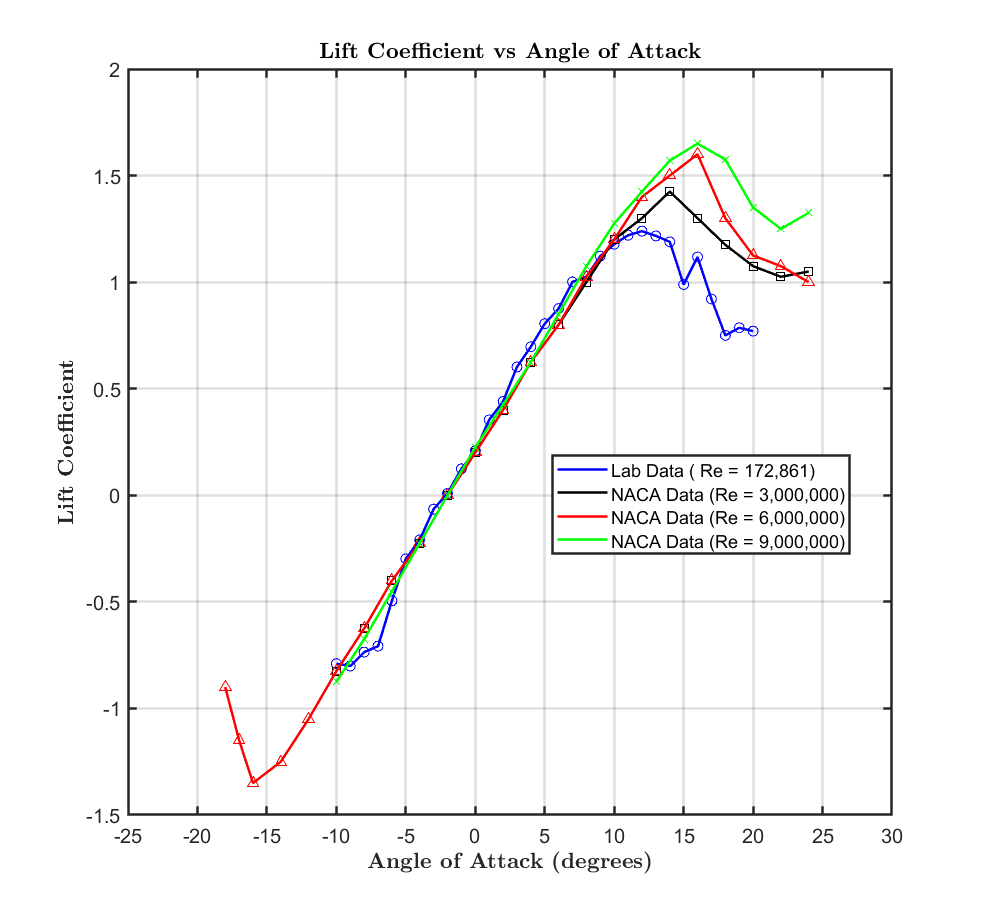 Lift Coefficient vs Angle of Attack
2
1.5
1
0.5
0
-0.5
-1
-1.5
Lift Coefficient
Lab Data ( Re = 172,861)
NACA Data (Re = 3,000,000)
NACA Data (Re = 6,000,000)
NACA Data (Re = 9,000,000)
-25 -20 -15 -10 -5 0 5 10 15 20 25 30
Angle of Attack (degrees)